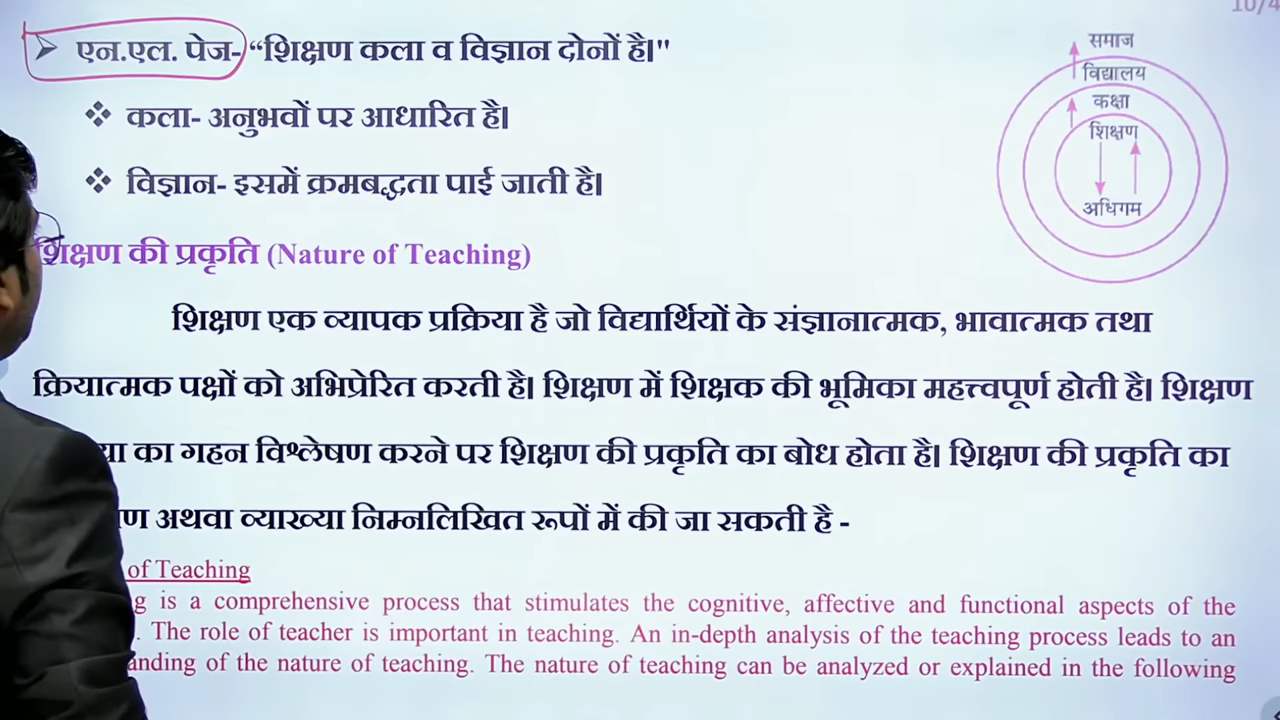 एन.एल. पेज- “शिक्षण कला व विज्ञान दोनों है।"
कला- अनुभवों पर आधारित है।
विज्ञान- इसमें क्रमबद्धता पाई जाती है।
समाज
विद्यालय
कक्षा
शिक्षण
अधिगम
शिक्षण की प्रकृति (Nature of Teaching)
शिक्षण एक व्यापक प्रक्रिया है जो विद्यार्थियों के संज्ञानात्मक, भावात्मक तथा
क्रियात्मक पक्षों को अभिप्रेरित करती है। शिक्षण में शिक्षक की भूमिका महत्त्वपूर्ण होती है। शिक्षण
का गहन विश्लेषण करने पर शिक्षण की प्रकृति का बोध होता है। शिक्षण की प्रकृति का
अथवा व्याख्या निम्नलिखित रूपों में की जा सकती है -
of Teaching
is a comprehensive process that stimulates the cognitive, affective and functional aspects of the
The role of teacher is important in teaching. An in-depth analysis of the teaching process leads to an
of the nature of teaching. The nature of teaching can be analyzed or explained in the following